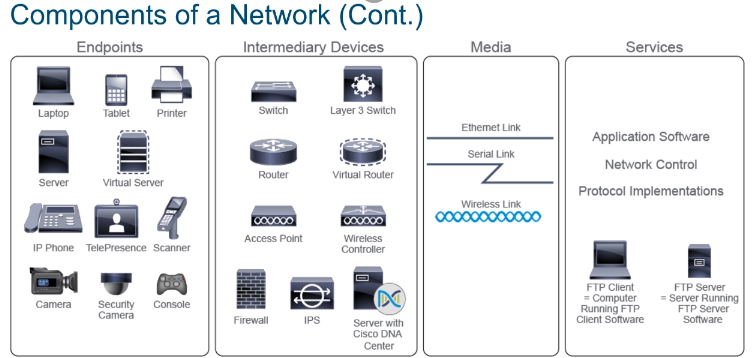 Components of a Network (Cont.)
Endpoints
Laptop
Tablet
Printer
Server
Virtual Server
IP Phone
TelePresence
Scanner
Camera
Security
Camera
Console
Intermediary Devices
Switch
Layer 3 Switch
Router
Virtual Router
Access Point
Wireless
Controller
Firewall
IPS
Server with
Cisco DNA
Center
Media
Ethernet Link
Serial Link
Wireless Link
Services
Application Software
Network Control
Protocol Implementations
FTP Client
= Computer
Running FTP
Client Software
FTP Server
= Server Running
FTP Server
Software